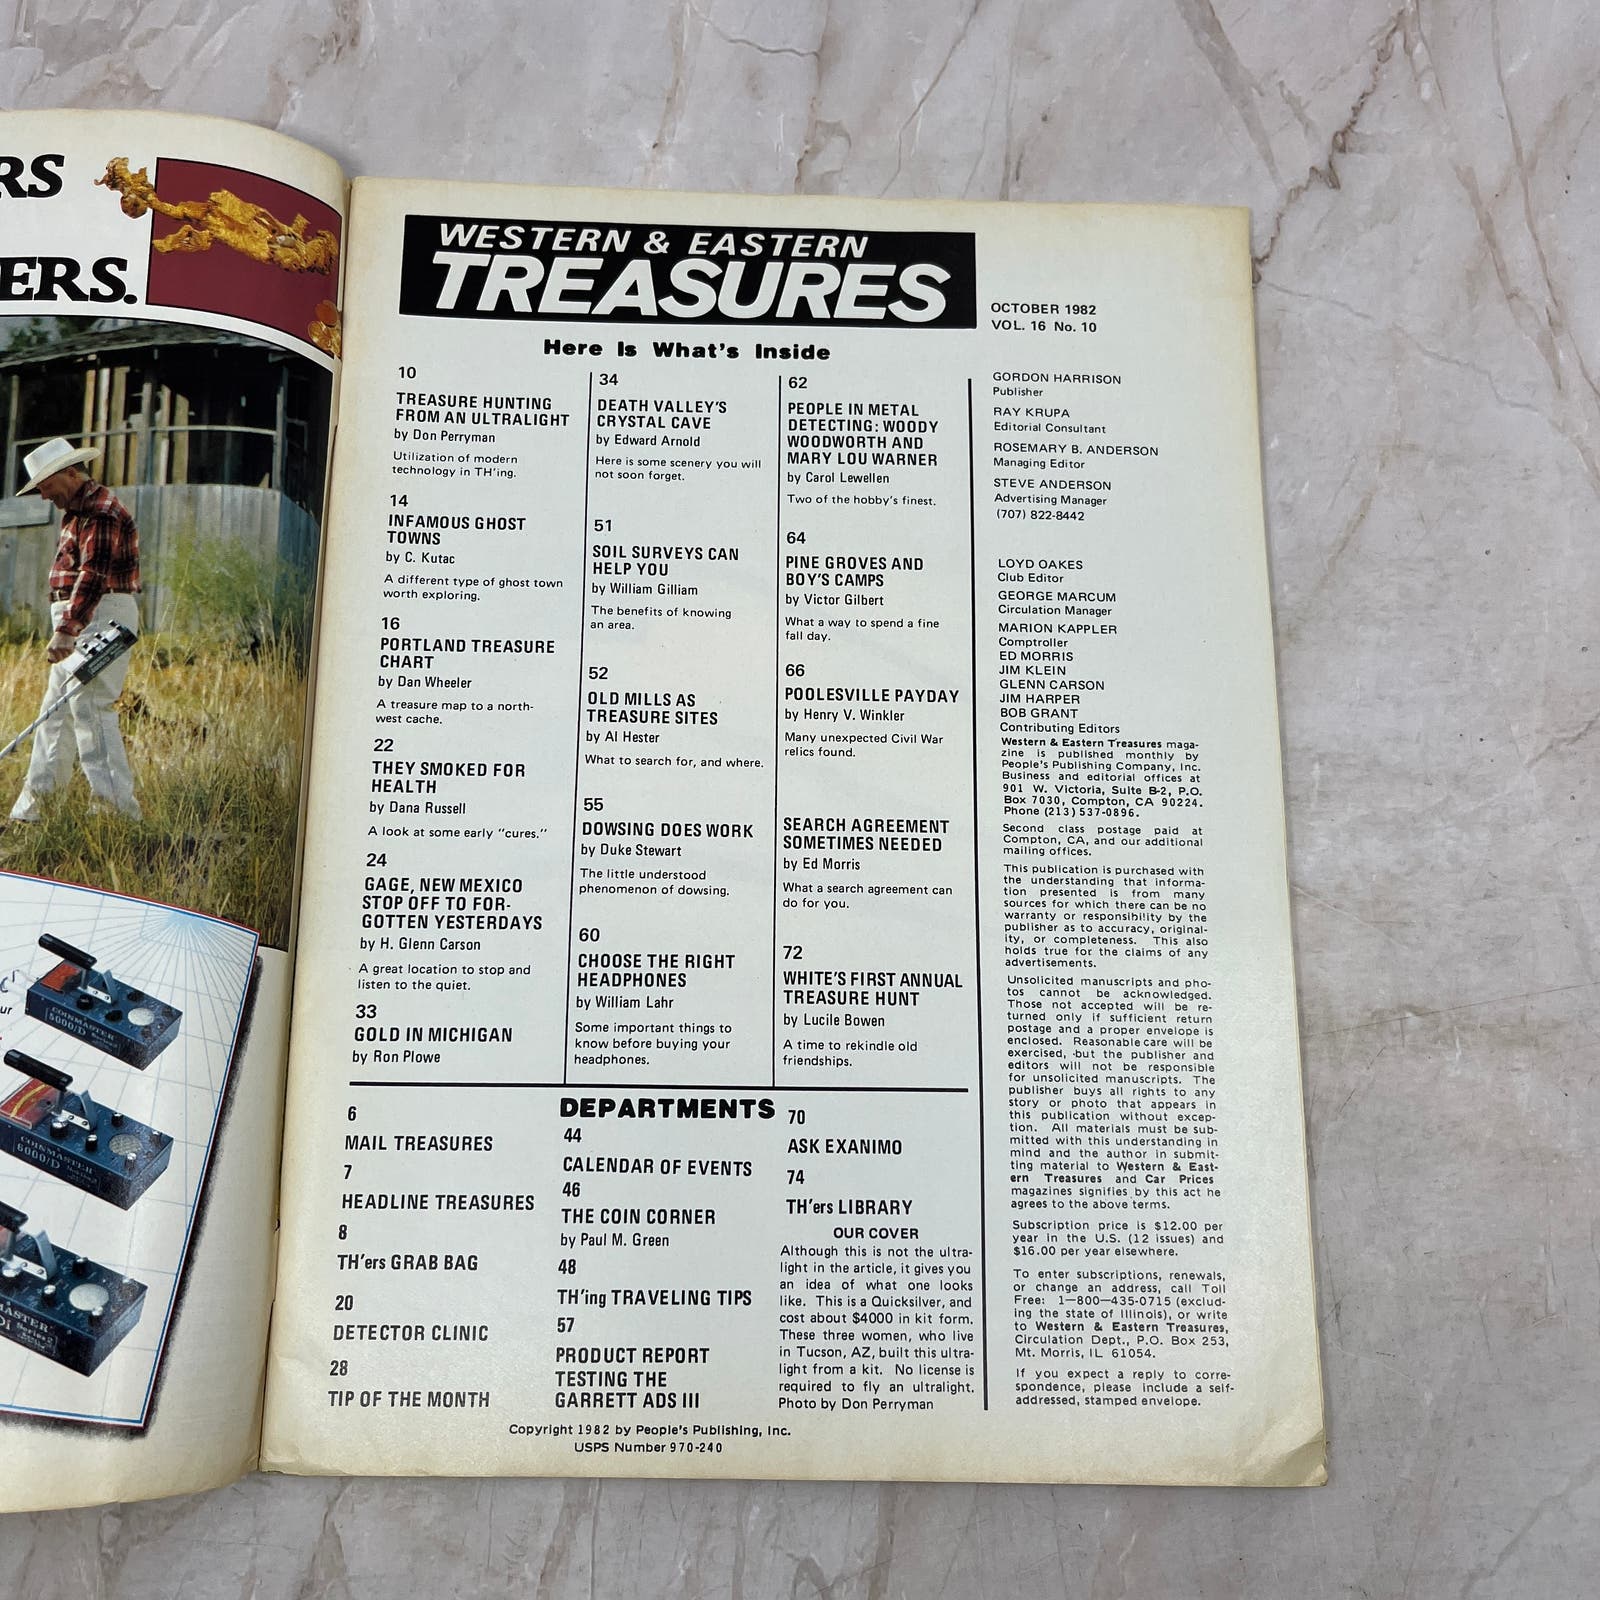 RS
ERS.
COINMASTER
5000/D
COINMASTER
6000/D
WESTERN & EASTERN
TREASURES
OCTOBER 1982
VOL. 16 No. 10
Here Is What's Inside
10
TREASURE HUNTING
FROM AN ULTRALIGHT
by Don Perryman
Utilization of modern
technology in TH'ing.
14
INFAMOUS GHOST
TOWNS
by C. Kutac
A different type of ghost town
worth exploring.
16
PORTLAND TREASURE
CHART
by Dan Wheeler
A treasure map to a north-
west cache.
22
THEY SMOKED FOR
HEALTH
by Dana Russell
A look at some early "cures."
24
GAGE, NEW MEXICO
STOP OFF TO FOR-
GOTTEN YESTERDAYS
by H. Glenn Carson
A great location to stop and
listen to the quiet.
33
GOLD IN MICHIGAN
by Ron Plowe
34
DEATH VALLEY'S
CRYSTAL CAVE
by Edward Arnold
Here is some scenery you will
not soon forget.
51
SOIL SURVEYS CAN
HELP YOU
by William Gilliam
The benefits of knowing
an area.
52
OLD MILLS AS
TREASURE SITES
by Al Hester
What to search for, and where.
55
DOWSING DOES WORK
by Duke Stewart
The little understood
phenomenon of dowsing.
60
CHOOSE THE RIGHT
HEADPHONES
by William Lahr
Some important things to
know before buying your
headphones.
62
PEOPLE IN METAL
DETECTING: WOODY
WOODWORTH AND
MARY LOU WARNER
by Carol Lewellen
Two of the hobby's finest.
64
PINE GROVES AND
BOY'S CAMPS
by Victor Gilbert
What a way to spend a fine
fall day.
66
POOLESVILLE PAYDAY
by Henry V. Winkler
Many unexpected Civil War
relics found.
SEARCH AGREEMENT
SOMETIMES NEEDED
by Ed Morris
What a search agreement can
do for you.
72
WHITE'S FIRST ANNUAL
TREASURE HUNT
by Lucile Bowen
A time to rekindle old
friendships.
DEPARTMENTS
6
MAIL TREASURES
7
HEADLINE TREASURES
8
TH'ers GRAB BAG
20
DETECTOR CLINIC
28
TIP OF THE MONTH
44
CALENDAR OF EVENTS
46
THE COIN CORNER
by Paul M. Green
48
TH'ing TRAVELING TIPS
57
PRODUCT REPORT
TESTING THE
GARRETT ADS III
70
ASK EXANIMO
74
TH'ers LIBRARY
OUR COVER
Although this is not the ultra-
light in the article, it gives you
an idea of what one looks
like. This is a Quicksilver, and
cost about $4000 in kit form.
These three women, who live
in Tucson, AZ, built this ultra-
light from a kit. No license is
required to fly an ultralight.
Photo by Don Perryman
Copyright 1982 by People's Publishing, Inc.
USPS Number 970-240
GORDON HARRISON
Publisher
RAY KRUPA
Editorial Consultant
ROSEMARY B. ANDERSON
Managing Editor
STEVE ANDERSON
Advertising Manager
(707) 822-8442
LOYD OAKES
Club Editor
GEORGE MARCUM
Circulation Manager
MARION KAPPLER
Comptroller
ED MORRIS
JIM KLEIN
GLENN CARSON
JIM HARPER
BOB GRANT
Contributing Editors
Western & Eastern Treasures maga-
zine is published monthly by
People's Publishing Company, Inc.
Business and editorial offices at
901 W. Victoria, Suite B-2, P.O.
Box 7030, Compton, CA 90224.
Phone (213) 537-0896.
Second class postage paid at
Compton, CA, and our additional
mailing offices.
This publication is purchased with
the understanding that informa-
tion presented is from many
sources for which there can be no
warranty or responsibility by the
publisher as to accuracy, original-
ity, or completeness. This also
holds true for the claims of any
advertisements.
Unsolicited manuscripts and pho-
tos cannot be acknowledged.
Those not accepted will be re-
turned only if sufficient return
postage and a proper envelope is
enclosed. Reasonable care will be
exercised, but the publisher and
editors will not be responsible
for unsolicited manuscripts. The
publisher buys all rights to any
story or photo that appears in
this publication without excep-
tion. All materials must be sub-
mitted with this understanding in
mind and the author in submit-
ting material to Western & East-
ern Treasures and Car Prices
magazines signifies by this act he
agrees to the above terms.
Subscription price is $12.00 per
year in the U.S. (12 issues) and
$16.00 per year elsewhere.
To enter subscriptions, renewals,
or change an address, call Toll
Free: 1—800—435-0715 (exclud-
ing the state of Illinois), or write
to Western & Eastern Treasures,
Circulation Dept., P.O. Box 253,
Mt. Morris, IL 61054.
If you expect a reply to corre-
spondence, please include a self-
addressed, stamped envelope.